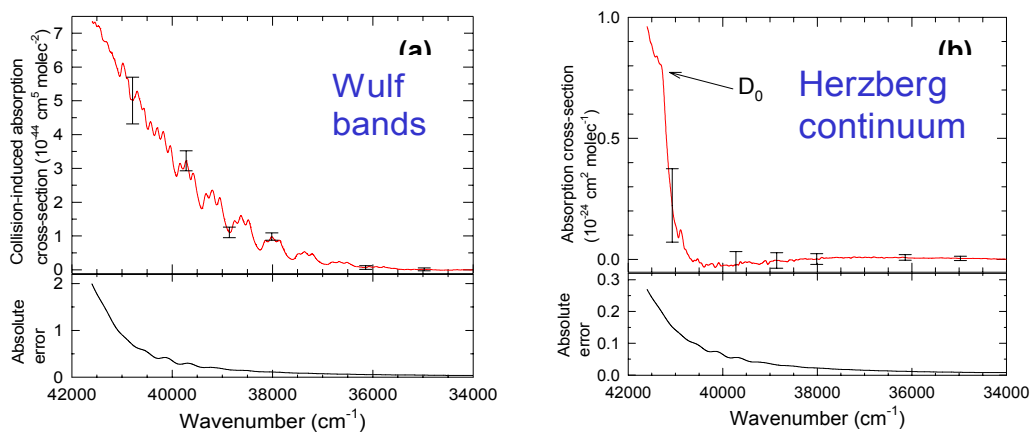 7
6
5
4
3
2
1
0
Collision-induced absorption
cross-section (10⁻⁴⁴ cm⁵ molec⁻²)
(a)
Wulf
bands
2
1
0
Absolute
error
42000 40000 38000 36000 34000
Wavenumber (cm⁻¹)
1.0
0.5
0.0
Absorption cross-section
(10⁻²⁴ cm² molec⁻¹)
(b)
D₀
Herzberg
continuum
0.3
0.2
0.1
0.0
Absolute
error
42000 40000 38000 36000 34000
Wavenumber (cm⁻¹)